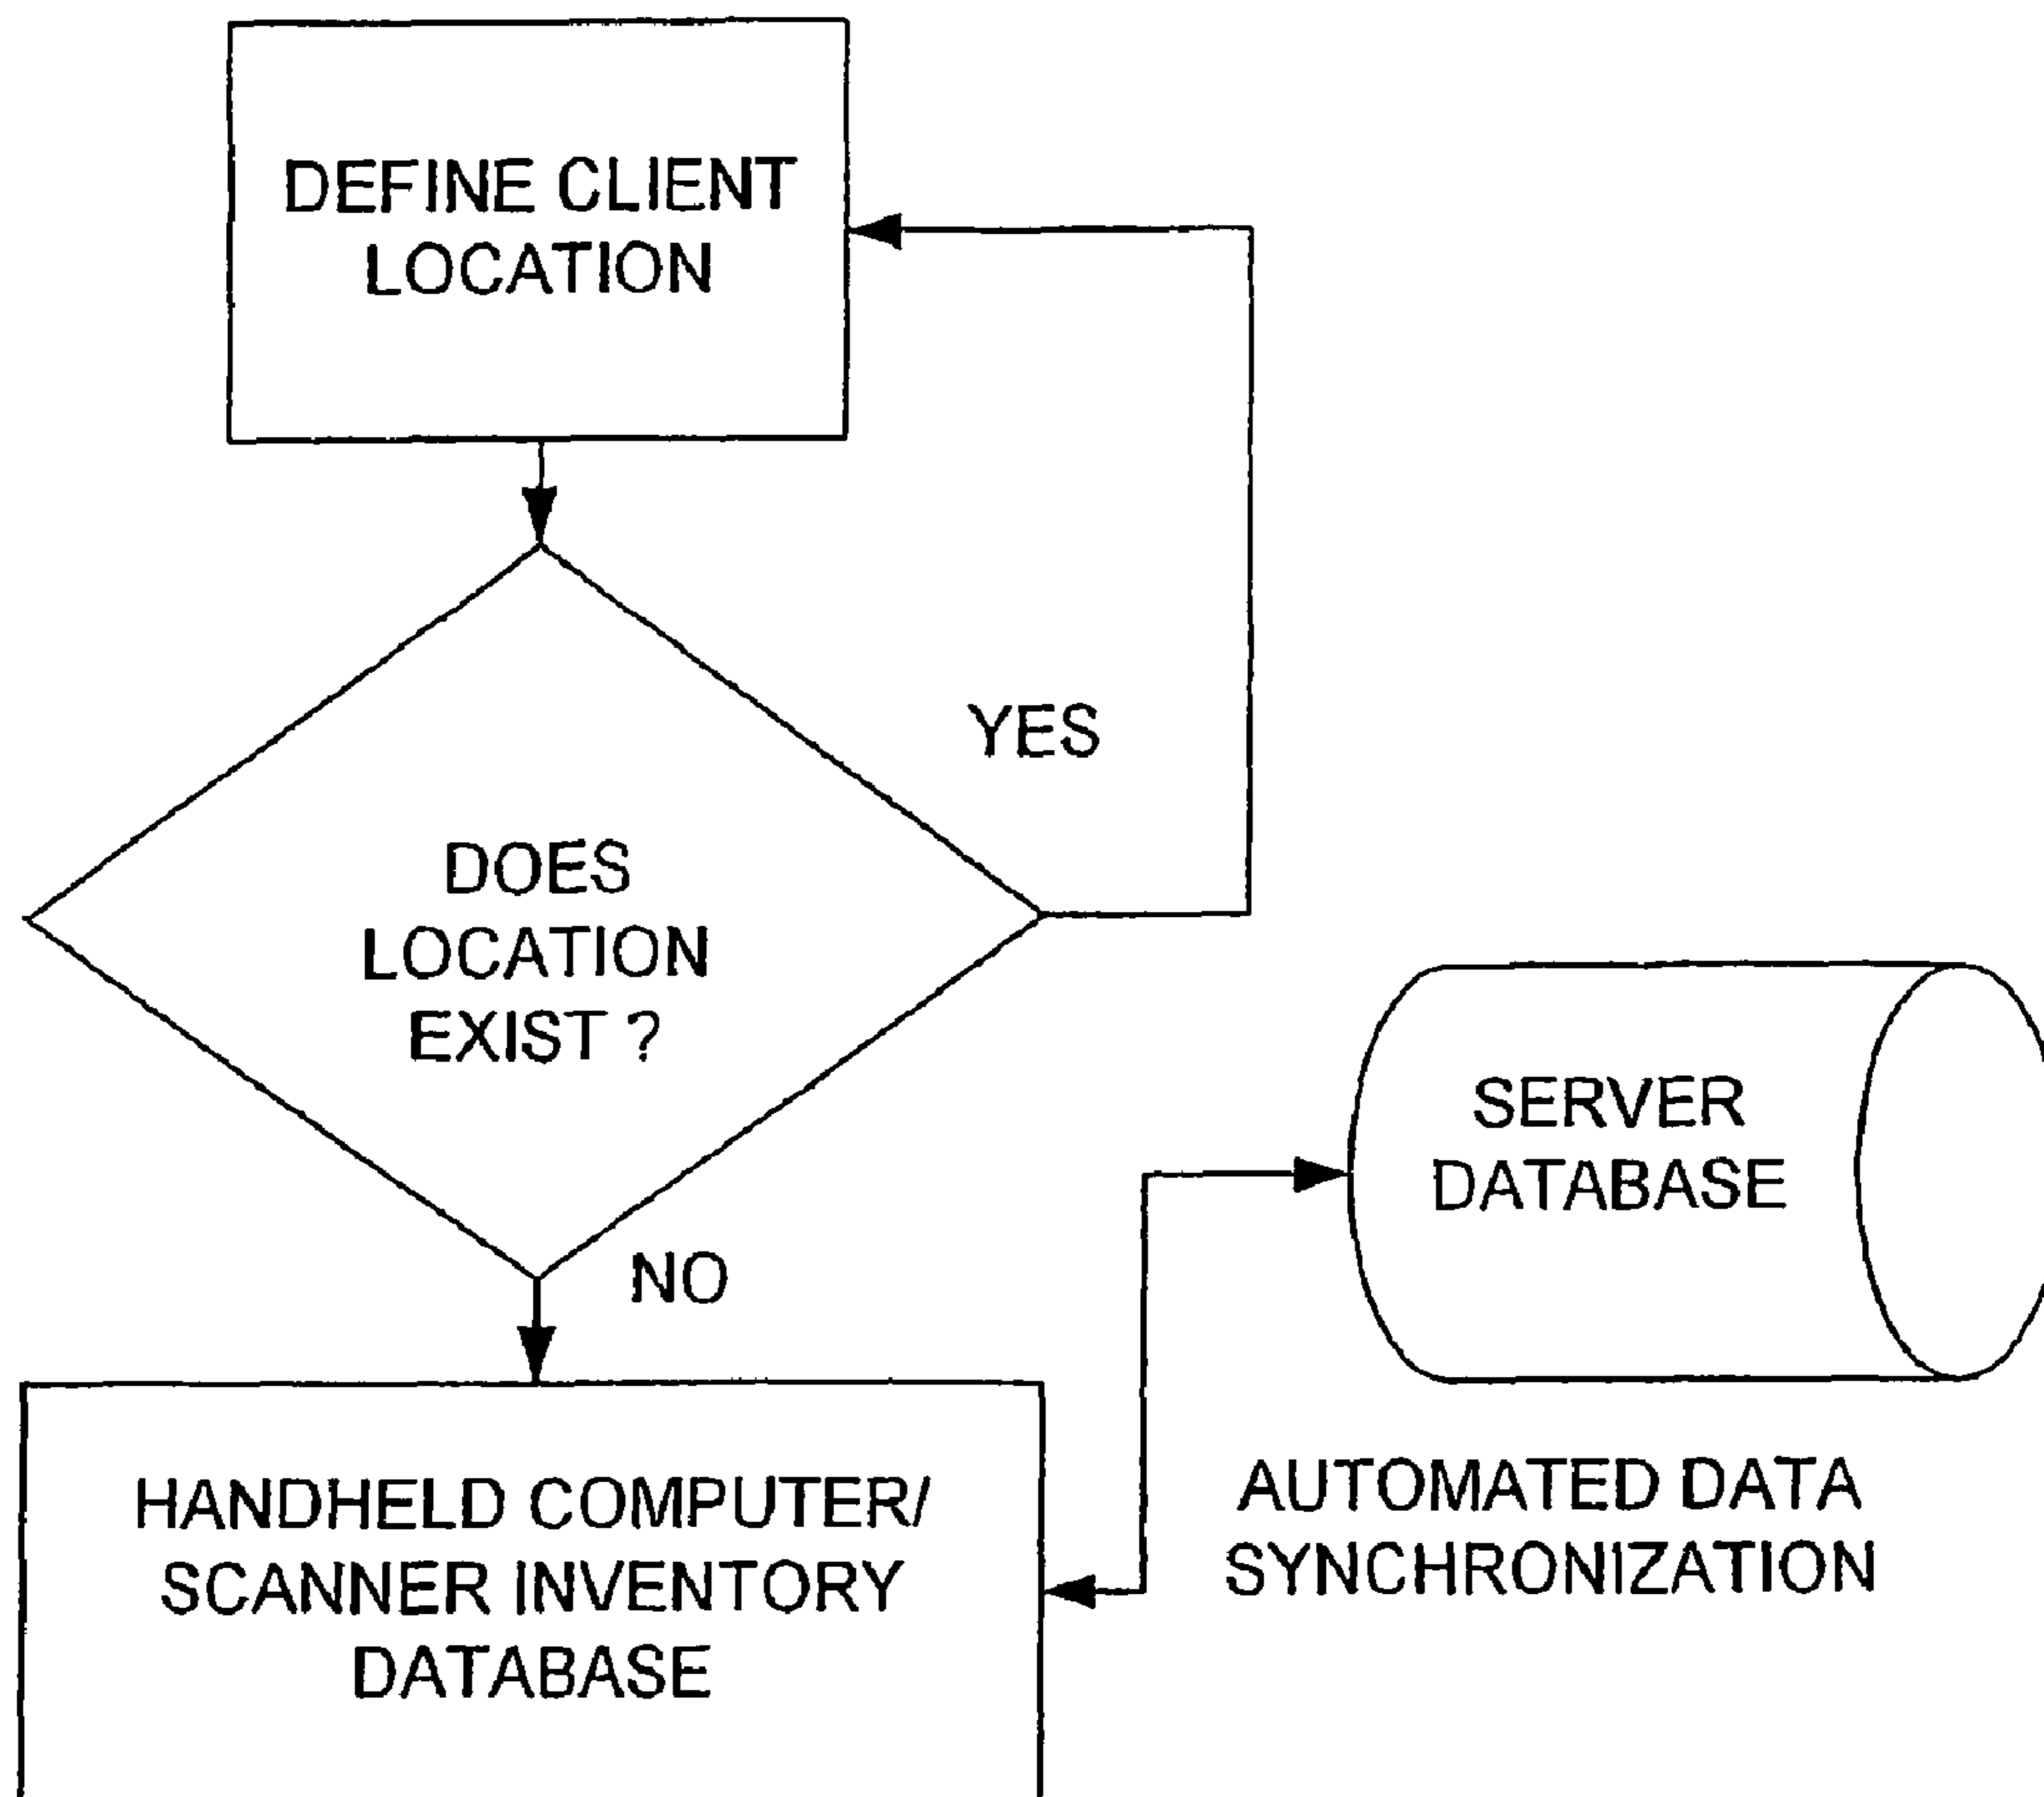 DEFINE CLIENT
LOCATION
YES
DOES
LOCATION
EXIST ?
NO
SERVER
DATABASE
HANDHELD COMPUTER/
SCANNER INVENTORY
DATABASE
AUTOMATED DATA
SYNCHRONIZATION